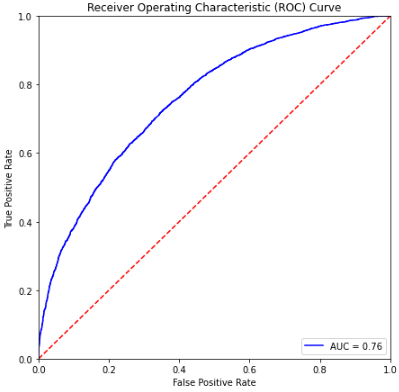 Receiver Operating Characteristic (ROC) Curve
1.0
0.8
0.6
0.4
0.2
0.0
True Positive Rate
AUC = 0.76
0.0 0.2 0.4 0.6 0.8 1.0
False Positive Rate